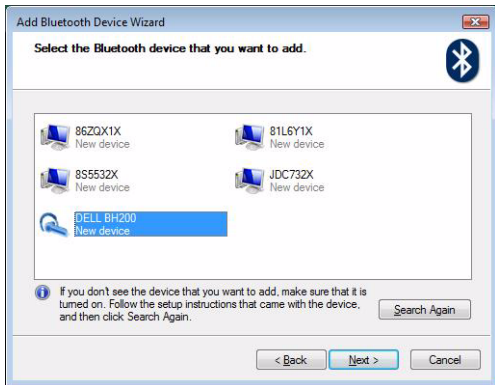 Add Bluetooth Device Wizard
Select the Bluetooth device that you want to add.
86ZQX1X
New device
81L6Y1X
New device
8S5532X
New device
JDC732X
New device
DELL BH200
New device
If you don't see the device that you want to add, make sure that it is
turned on. Follow the setup instructions that came with the device,
and then click Search Again.
Search Again
< Back
Next >
Cancel